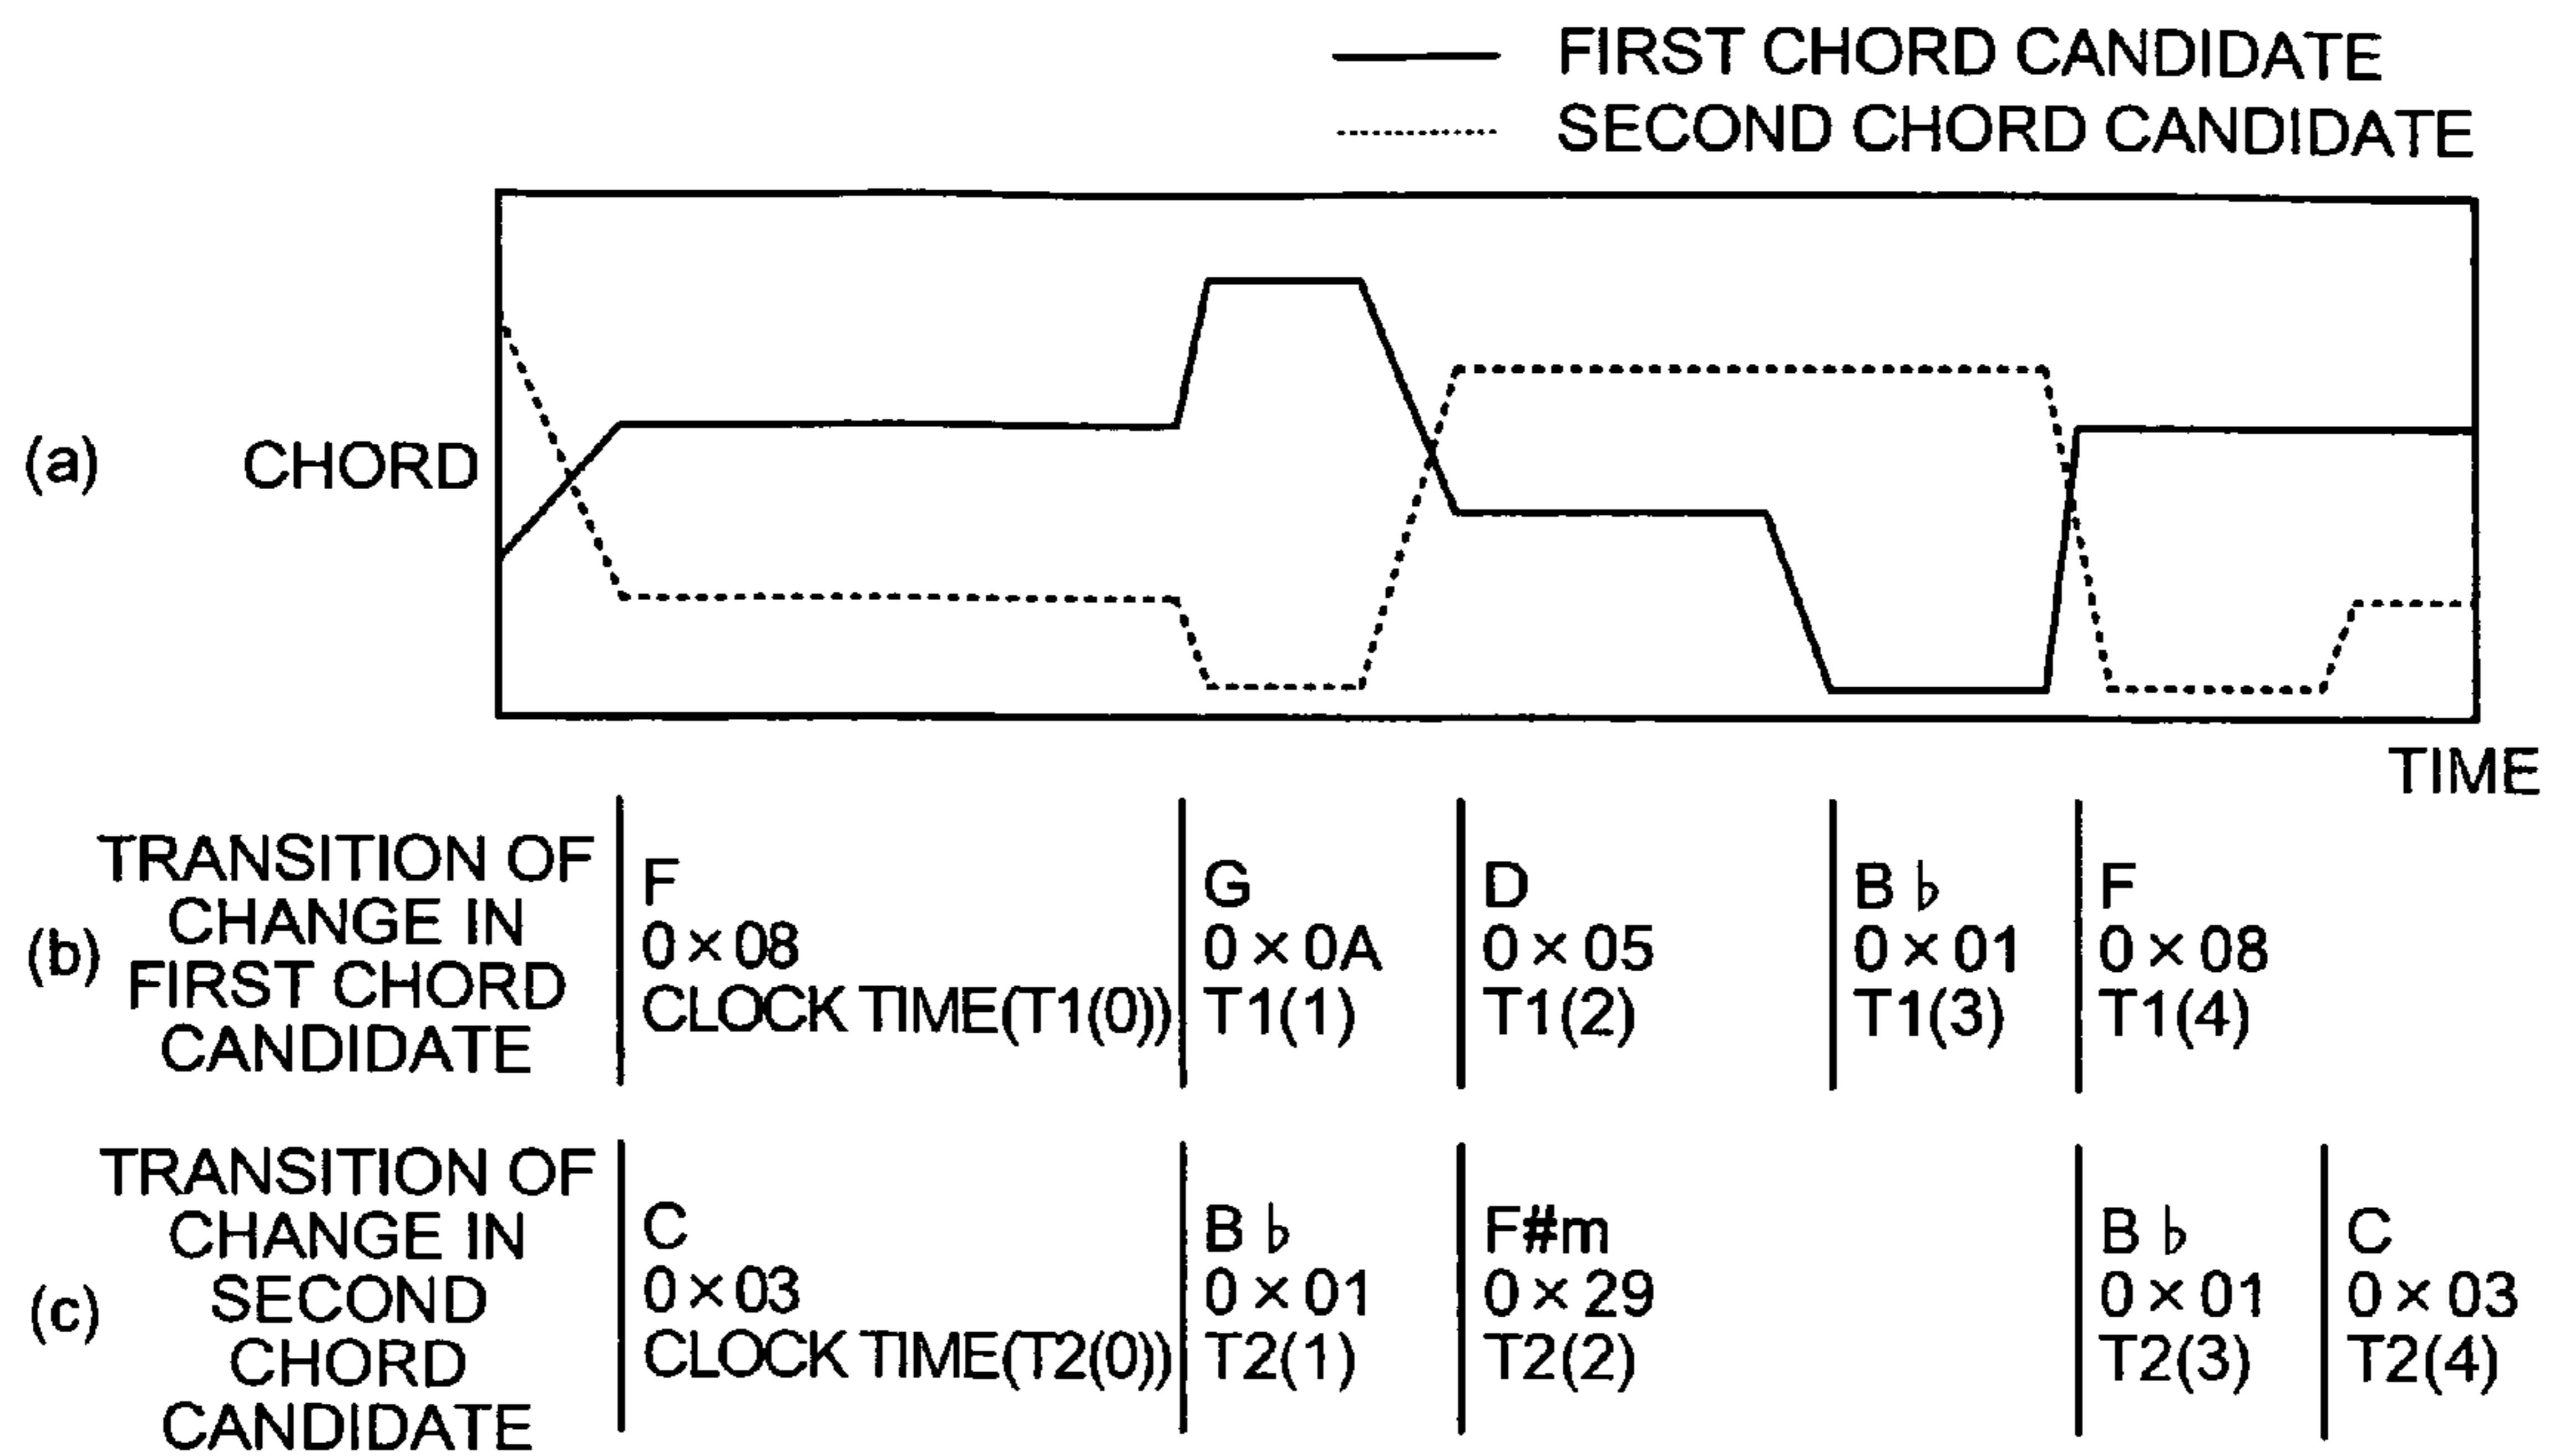 FIRST CHORD CANDIDATE
SECOND CHORD CANDIDATE
(a)
CHORD
TIME
(b)
TRANSITION OF
CHANGE IN
FIRST CHORD
CANDIDATE
F
0×08
CLOCK TIME(T1(0))
G
0×0A
T1(1)
D
0×05
T1(2)
B♭
0×01
T1(3)
F
0×08
T1(4)
(c)
TRANSITION OF
CHANGE IN
SECOND
CHORD
CANDIDATE
C
0×03
CLOCK TIME(T2(0))
B♭
0×01
T2(1)
F#m
0×29
T2(2)
B♭
0×01
T2(3)
C
0×03
T2(4)